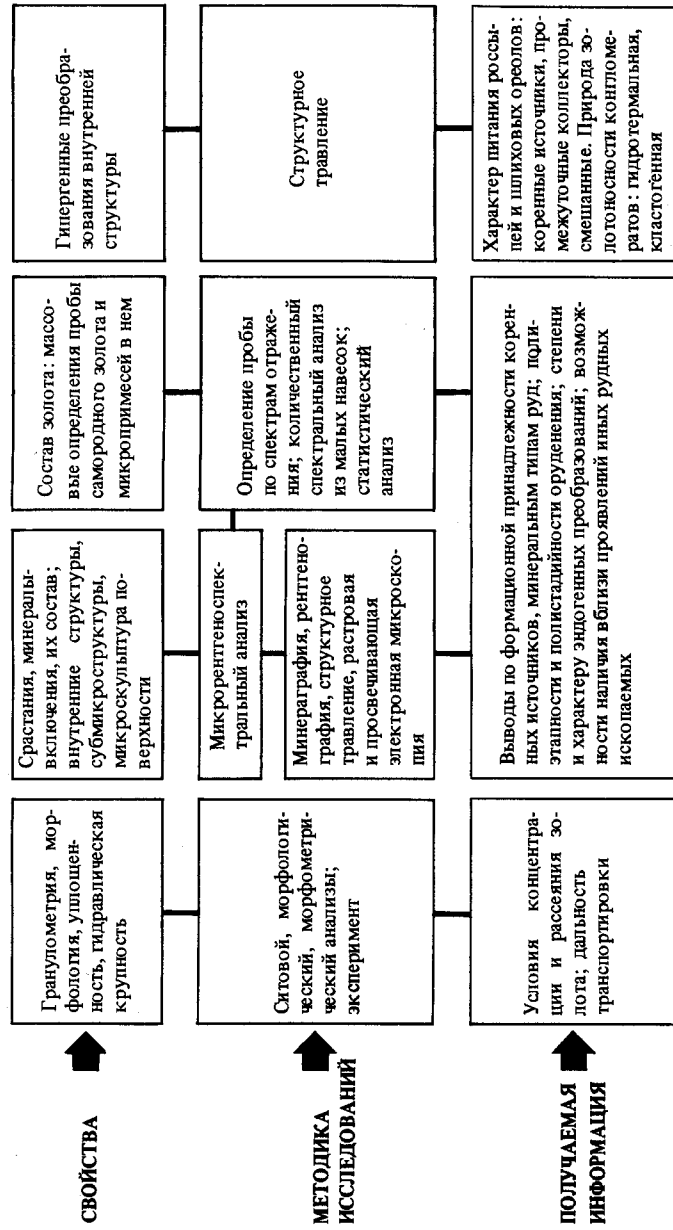 СВОЙСТВА
Гранулометрия, мор-
фология, уплощен-
ность, гидравлическая
крупность
Срастания, минералы-
включения, их состав;
внутренние структуры,
субмикроструктуры,
микроскульптура по-
верхности
Состав золота: массо-
вые определения пробы
самородного золота и
микропримесей в нем
Гипергенные преобра-
зования внутренней
структуры
МЕТОДИКА
ИССЛЕДОВАНИЙ
Ситовой, морфологи-
ческий, морфометри-
ческий анализы;
эксперимент
Микрорентгеноспек-
тральный анализ
Минераграфия, рентгено-
графия, структурное
травление, растровая
и просвечивающая
электронная микроско-
пия
Определение пробы
по спектрам отраже-
ния; количественный
спектральный анализ
из малых навесок;
статистический
анализ
Структурное
травление
ПОЛУЧАЕМАЯ
ИНФОРМАЦИЯ
Условия концентра-
ции и рассеяния зо-
лота; дальность
транспортировки
Выводы по формационной принадлежности корен-
ных источников, минеральным типам руд; поли-
этапности и полистадийности оруденения; степени
и характеру эндогенных преобразований; возмож-
ности наличия вблизи проявлений иных рудных
ископаемых
Характер питания россы-
пей и шлиховых ореолов:
коренные источники, про-
межуточные коллекторы,
смешанные. Природа зо-
лотоносности конгломе-
ратов: гидротермальная,
кластогенная